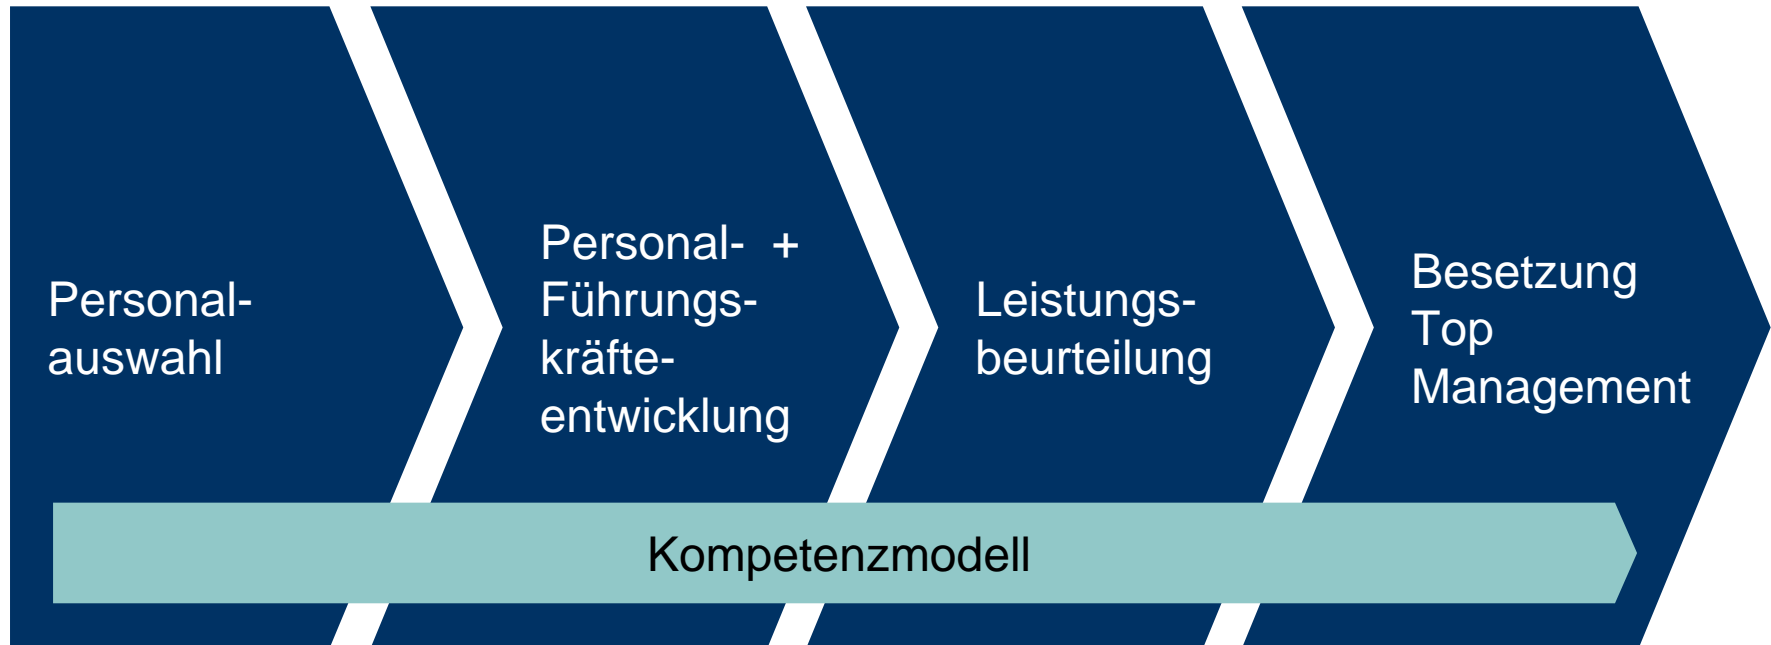 Personal-
auswahl
Personal- +
Führungs-
kräfte-
entwicklung
Leistungs-
beurteilung
Besetzung
Top
Management
Kompetenzmodell